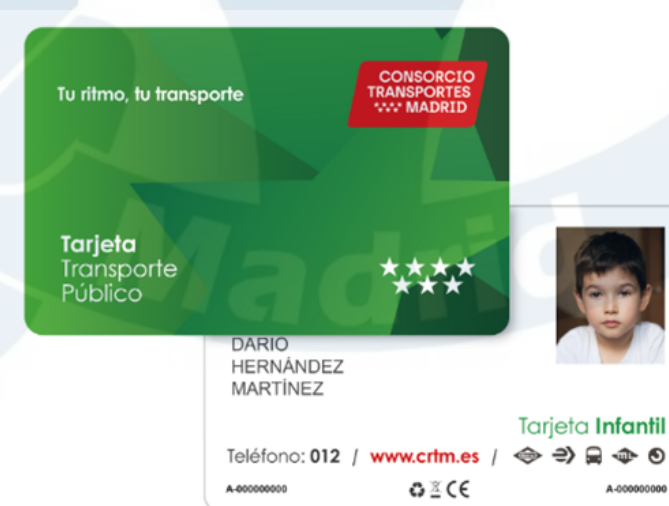 Tu ritmo, tu transporte
CONSORCIO
TRANSPORTES
MADRID
Tarjeta
Transporte
Público
Madrid
DARIO
HERNÁNDEZ
MARTÍNEZ
Tarjeta Infantil
Teléfono: 012 / www.crtm.es /
A-000000000
CE
A-000000000